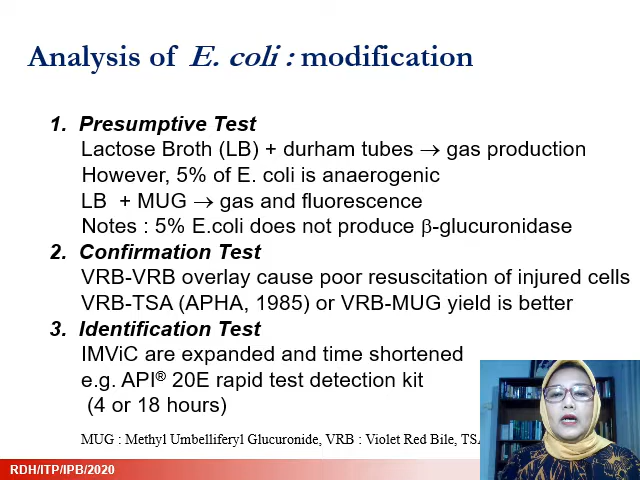 Analysis of E. coli : modification
1. Presumptive Test
Lactose Broth (LB) + durham tubes → gas production
However, 5% of E. coli is anaerogenic
LB + MUG → gas and fluorescence
Notes : 5% E.coli does not produce β-glucuronidase
2. Confirmation Test
VRB-VRB overlay cause poor resuscitation of injured cells
VRB-TSA (APHA, 1985) or VRB-MUG yield is better
3. Identification Test
IMViC are expanded and time shortened
e.g. API® 20E rapid test detection kit
(4 or 18 hours)
MUG : Methyl Umbelliferyl Glucuronide, VRB : Violet Red Bile, TSA
RDH/ITP/IPB/2020